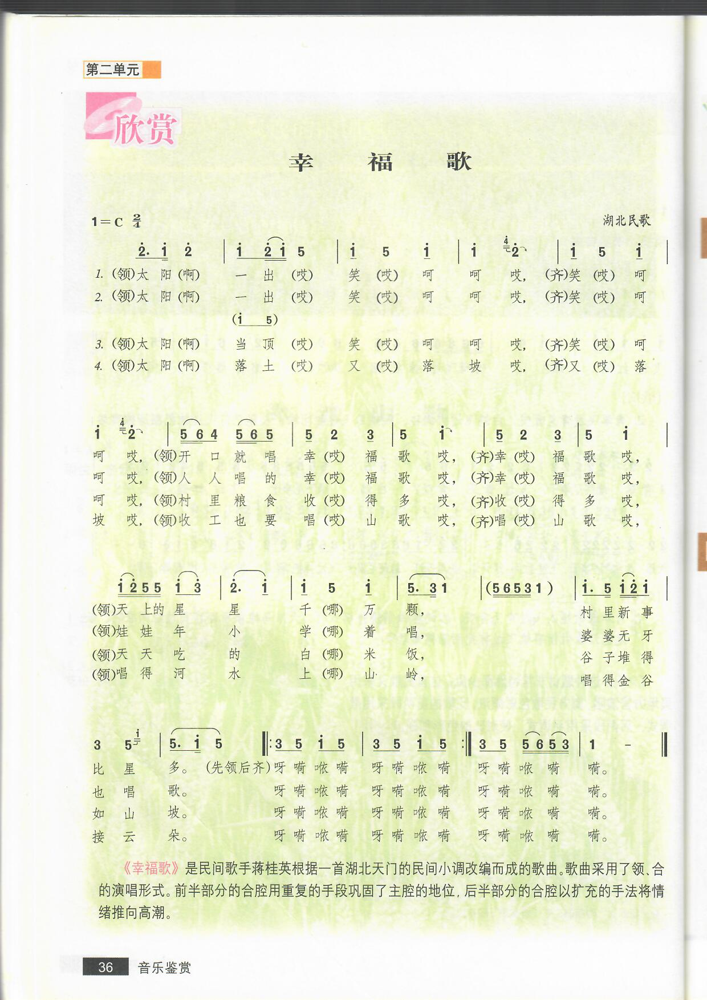 第二单元
欣赏
幸 福 歌
1=C 2/4 湖北民歌
2̇. 1̇ 2̇ | 1̇ 2̇ 1̇ 5 | 1̇ 5 1̇ | 1̇ 4̇ 2̇ | 1̇ 5 1̇ |
1. (领)太 阳 (啊) 一 出 (哎) 笑 (哎) 呵 呵 哎, (齐)笑 (哎) 呵
2. (领)太 阳 (啊) 一 出 (哎) 笑 (哎) 呵 呵 哎, (齐)笑 (哎) 呵
(1̇ 5)
3. (领)太 阳 (啊) 当 顶 (哎) 笑 (哎) 呵 呵 哎, (齐)笑 (哎) 呵
4. (领)太 阳 (啊) 落 土 (哎) 又 (哎) 落 坡 哎, (齐)又 (哎) 落
1̇ 4̇ 2̇ | 5 6 4 5 6 5 | 5 2 3 | 5 1̇ | 5 2 3 | 5 1̇ |
呵 哎, (领)开 口 就 唱 幸 (哎) 福 歌 哎, (齐)幸 (哎) 福 歌 哎,
呵 哎, (领)人 人 唱 的 幸 (哎) 福 歌 哎, (齐)幸 (哎) 福 歌 哎,
呵 哎, (领)村 里 粮 食 收 (哎) 得 多 哎, (齐)收 (哎) 得 多 哎,
坡 哎, (领)收 工 也 要 唱 (哎) 山 歌 哎, (齐)唱 (哎) 山 歌 哎,
1̇ 2̇ 5 5 1̇ 3̇ | 2̇. 1̇ | 1̇ 5 1̇ | 5. 3 1 | (5 6 5 3 1) | 1̇. 5 1̇ 2̇ 1̇ |
(领)天 上的 星 星 千 (哪) 万 颗, 村 里 新 事
(领)娃 娃 年 小 学 (哪) 着 唱, 婆 婆 无 牙
(领)天 天 吃 的 白 (哪) 米 饭, 谷 子 堆 得
(领)唱 得 河 水 上 (哪) 山 岭, 唱 得 金 谷
3 5 1̇ | 5. 1̇ 5 ‖: 3 5 1̇ 5 | 3 5 1̇ 5 :‖ 3 5 5 6 5 3 | 1 - ‖
比 星 多。 (先领后齐) 呀 嗬 咴 嗬 呀 嗬 咴 嗬 呀 嗬 咴 嗬 嗬。
也 唱 歌。 呀 嗬 咴 嗬 呀 嗬 咴 嗬 呀 嗬 咴 嗬 嗬。
如 山 坡。 呀 嗬 咴 嗬 呀 嗬 咴 嗬 呀 嗬 咴 嗬 嗬。
接 云 朵。 呀 嗬 咴 嗬 呀 嗬 咴 嗬 呀 嗬 咴 嗬 嗬。
《幸福歌》是民间歌手蒋桂英根据一首湖北天门的民间小调改编而成的歌曲。歌曲采用了领、合
的演唱形式。前半部分的合腔用重复的手段巩固了主腔的地位, 后半部分的合腔以扩充的手法将情
绪推向高潮。
36 音乐鉴赏